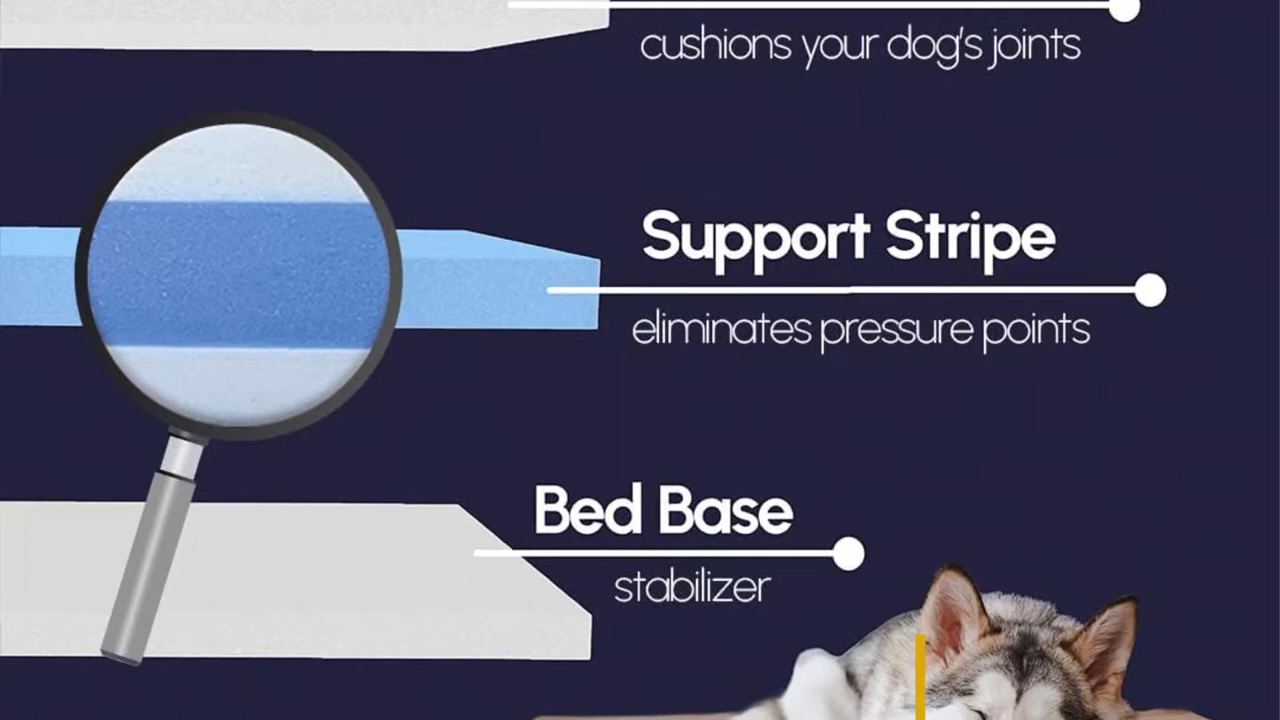 cushions your dog's joints
Support Stripe
eliminates pressure points
Bed Base
stabilizer